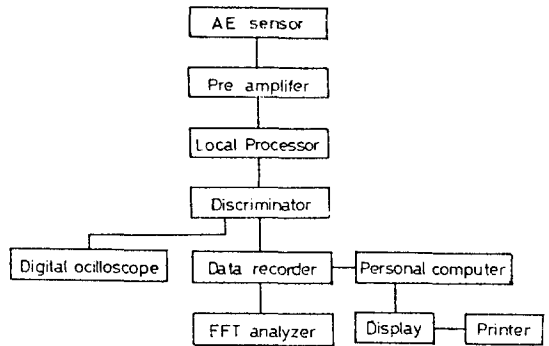 AE sensor
Pre amplifer
Local Processor
Discriminator
Digital ocilloscope
Data recorder
Personal computer
FFT analyzer
Display
Printer